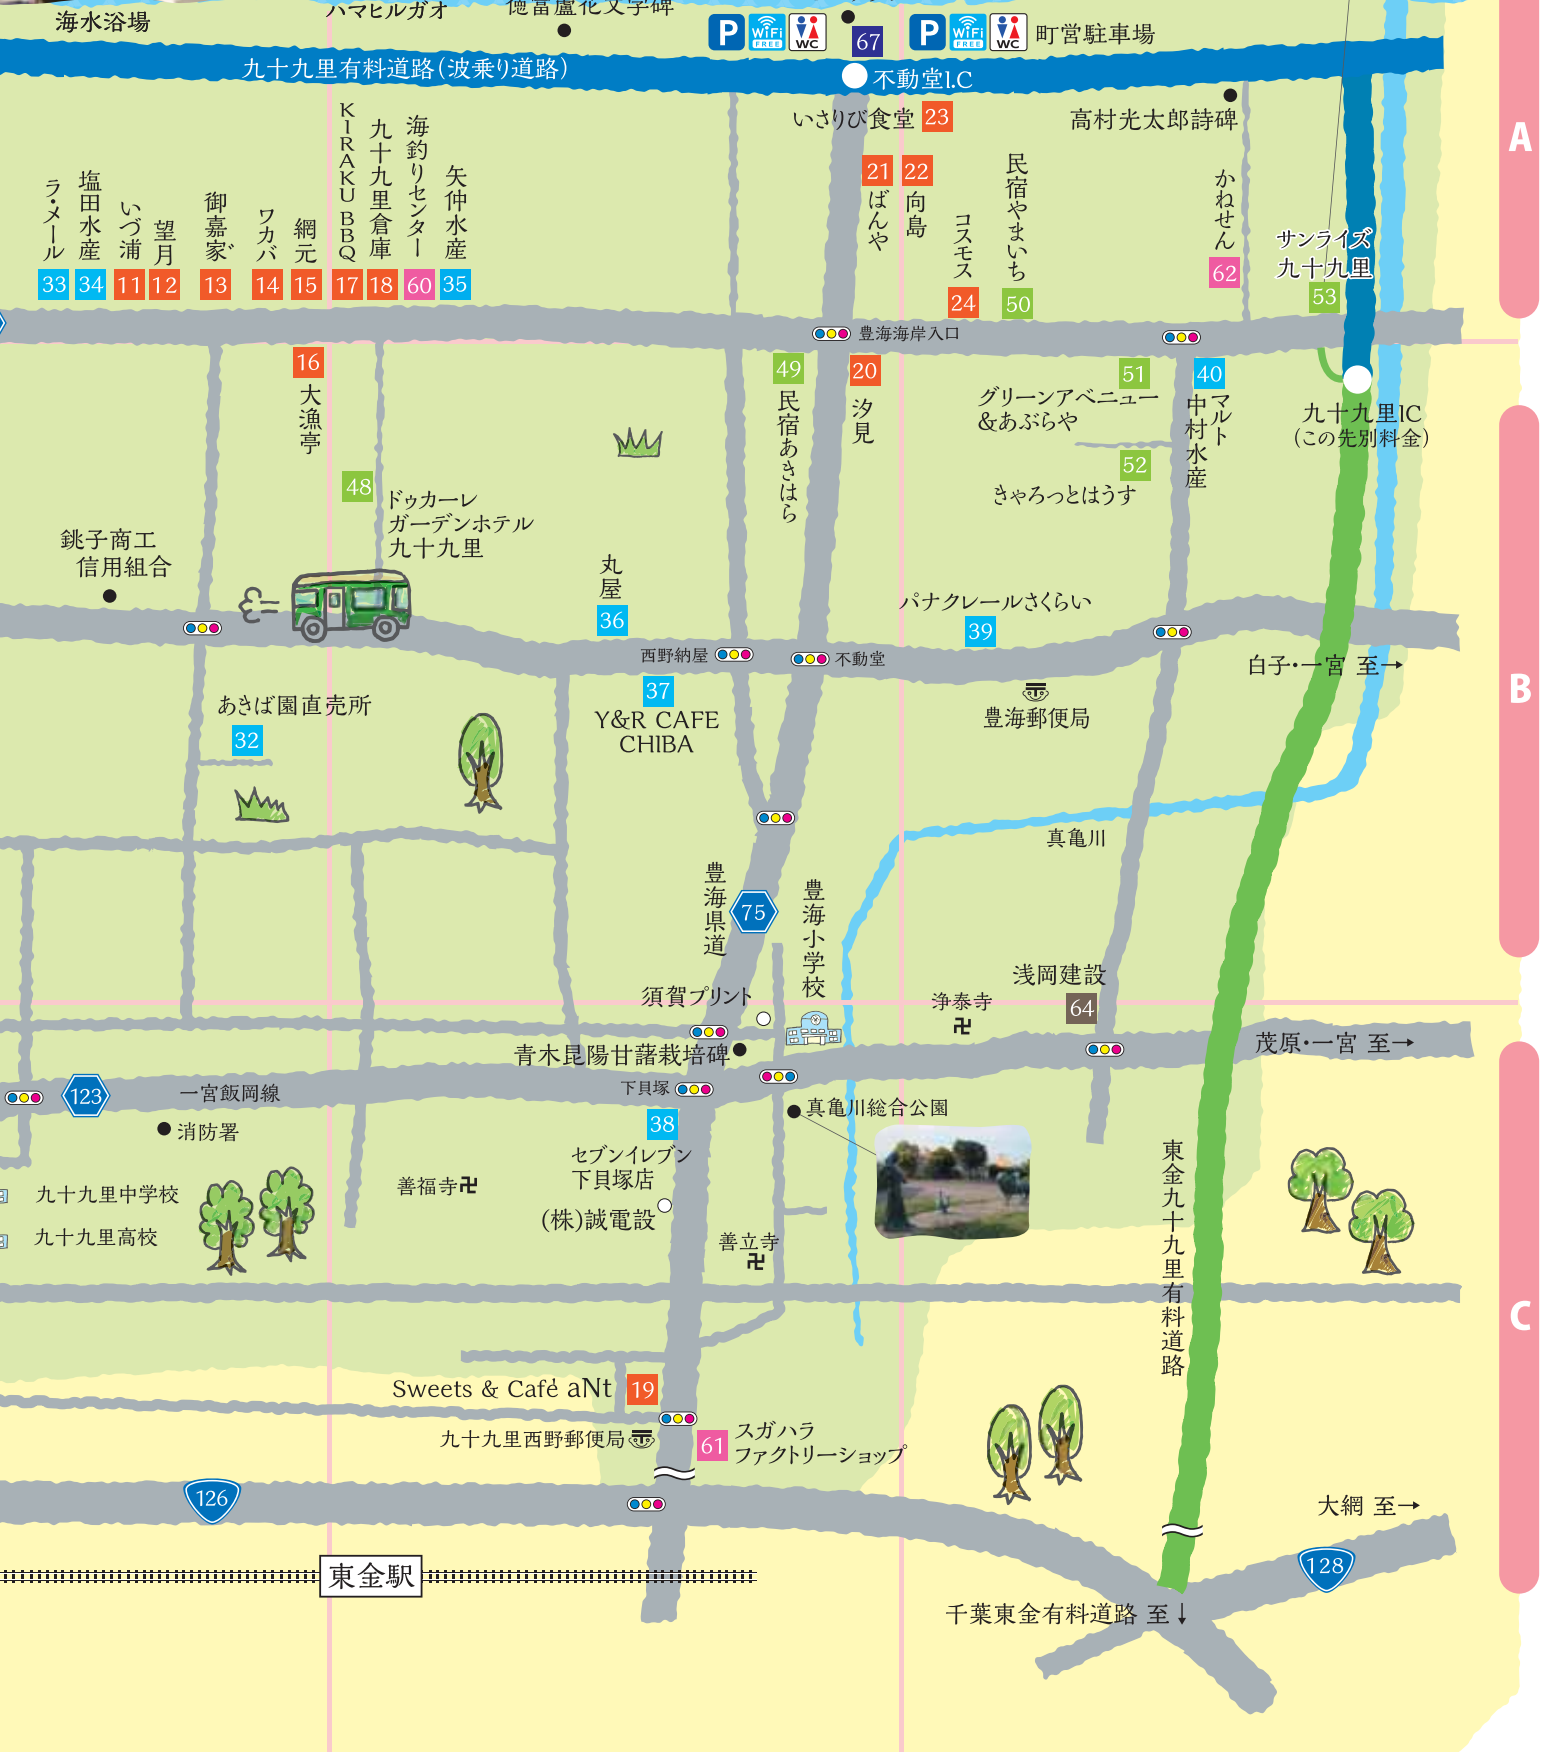 海水浴場
ハマヒルガオ
徳富蘆花文学碑
P
WiFi
FREE
WC
67
P
WiFi
FREE
WC
町営駐車場
九十九里有料道路(波乗り道路)
不動堂I.C
いさりび食堂
23
高村光太郎詩碑
A
ラ・メール
33
塩田水産
34
いづ浦
11
望月
12
御嘉家゛
13
ワカバ
14
網元
15
KIRAKU BBQ
17
九十九里倉庫
18
海釣りセンター
60
矢仲水産
35
21
ばんや
22
向島
コスモス
24
民宿やまいち
50
かねせん
62
サンライズ
九十九里
53
豊海海岸入口
16
大漁亭
49
民宿あきはら
20
汐見
51
グリーンアベニュー
&あぶらや
40
マルト
中村水産
九十九里IC
(この先別料金)
52
きゃろっとはうす
48
ドゥカーレ
ガーデンホテル
九十九里
銚子商工
信用組合
丸屋
36
パナクレールさくらい
39
西野納屋
不動堂
白子・一宮 至→
B
37
Y&R CAFE
CHIBA
豊海郵便局
あきば園直売所
32
真亀川
豊海県道
75
豊海小学校
須賀プリント
浄泰寺
浅岡建設
64
青木昆陽甘藷栽培碑
茂原・一宮 至→
123
一宮飯岡線
下貝塚
消防署
38
真亀川総合公園
セブンイレブン
下貝塚店
九十九里中学校
善福寺
(株)誠電設
九十九里高校
善立寺
東金九十九里有料道路
C
Sweets & Café aNt
19
九十九里西野郵便局
61
スガハラ
ファクトリーショップ
126
大網 至→
128
東金駅
千葉東金有料道路 至↓